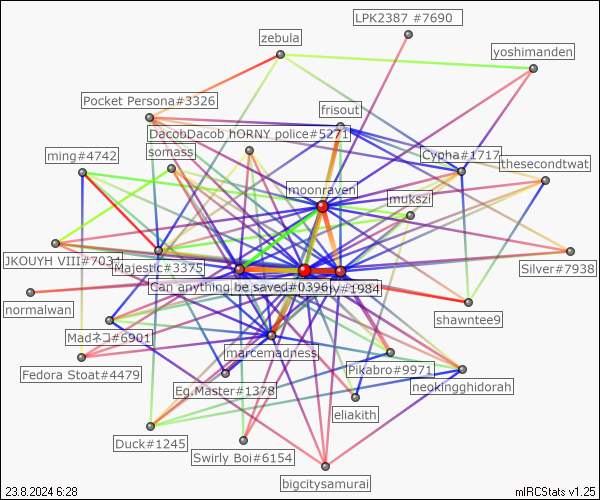 LPK2387 #7690
zebula
yoshimanden
Pocket Persona#3326
frisout
DacobDacob hORNY police#5271
ming#4742
somass
Cypha#1717
thesecondtwat
moonraven
mukszi
JKOUYH VIII#7034
Majestic#3375
Silver#7938
Can anything be saved#0396
#1984
normalwan
shawntee9
Madネコ#6901
marcemadness
Fedora Stoat#4479
Pikabro#9971
Eg.Master#1378
neokingghidorah
eliakith
Duck#1245
Swirly Boi#6154
bigcitysamurai
23.8.2024 6:28
mIRCStats v1.25